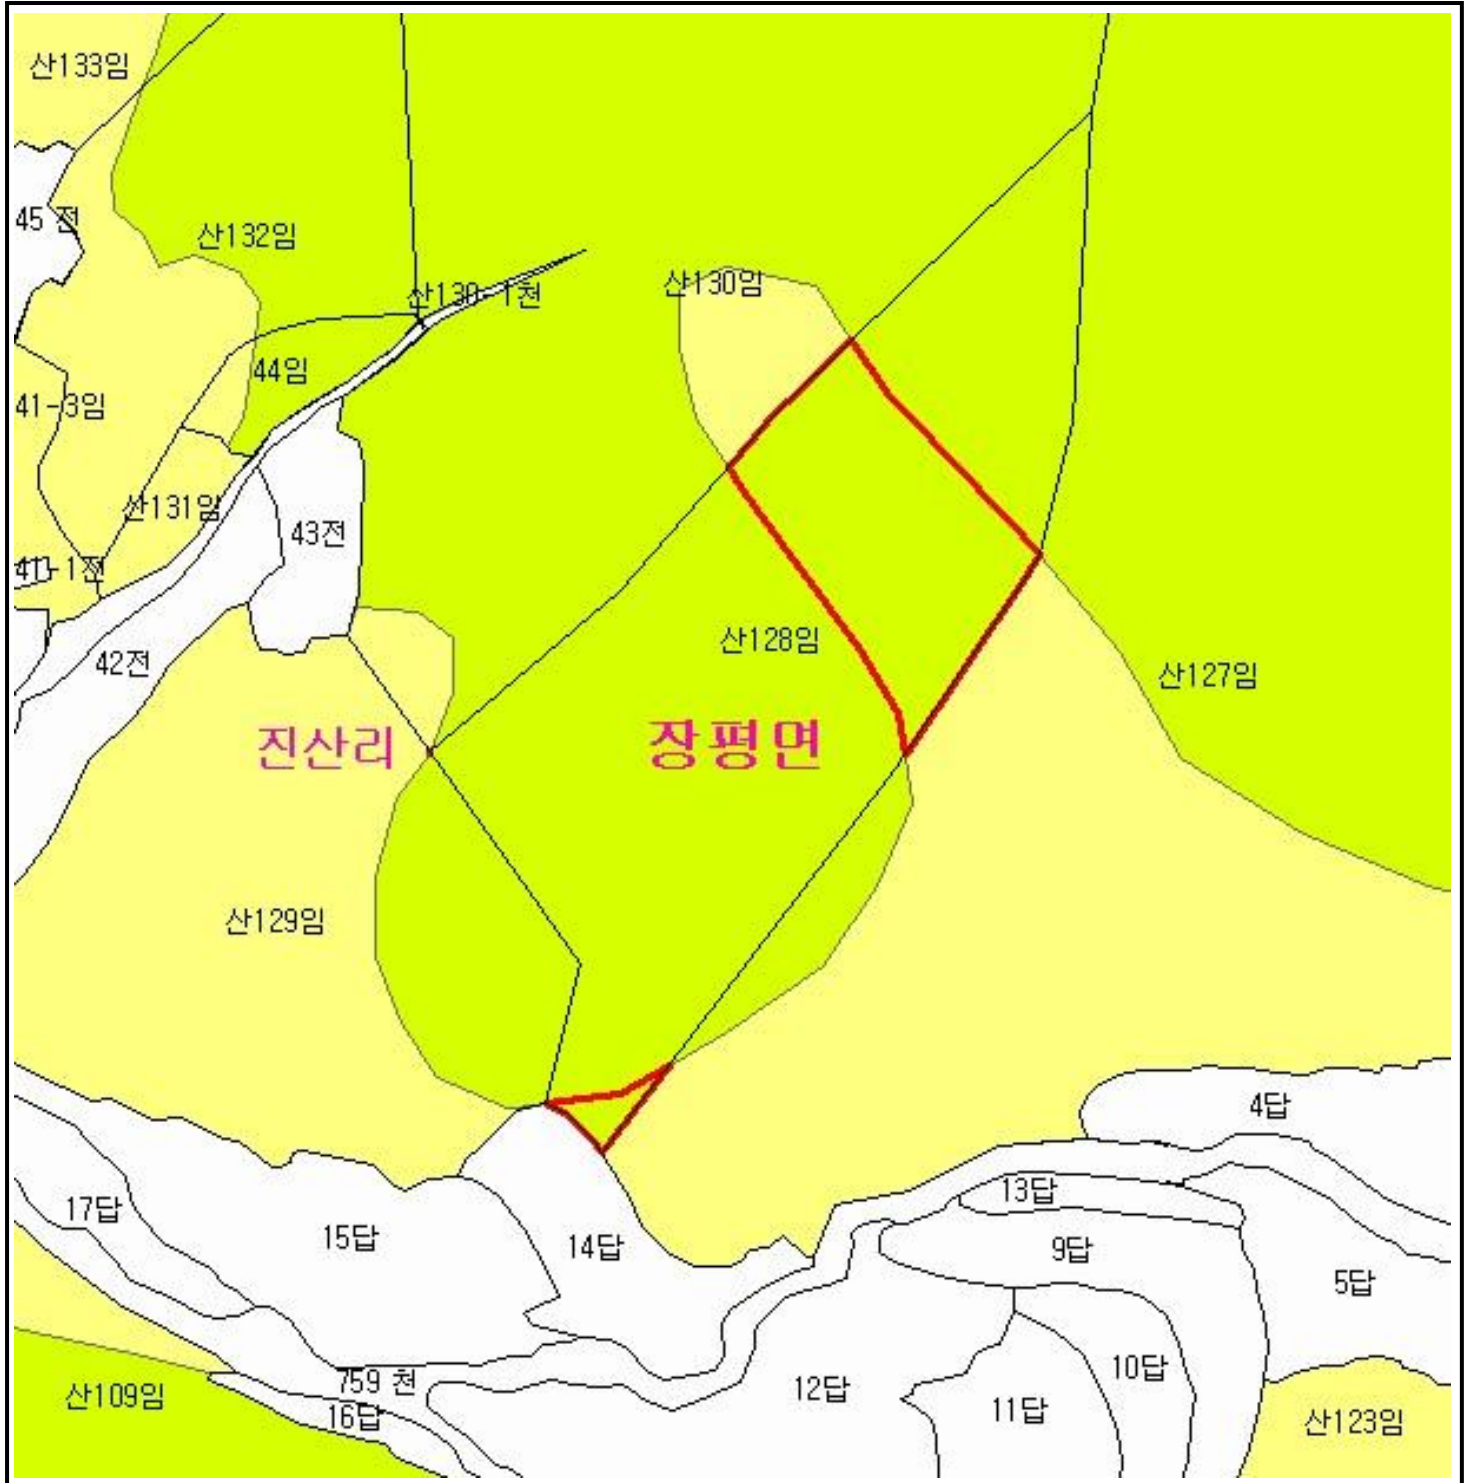 산133임
45 전
산132임
산130임
산130-1천
44임
41-3임
산131임
43전
41-1전
산128임
42전
산127임
진산리
장평면
산129임
4답
13답
17답
15답
14답
9답
5답
10답
759 천
12답
산109임
16답
11답
산123임